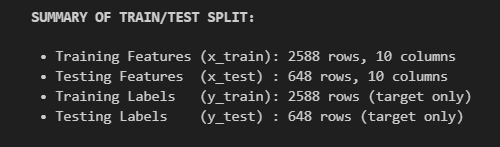 SUMMARY OF TRAIN/TEST SPLIT:
• Training Features (x_train): 2588 rows, 10 columns
• Testing Features (x_test) : 648 rows, 10 columns
• Training Labels (y_train): 2588 rows (target only)
• Testing Labels (y_test) : 648 rows (target only)